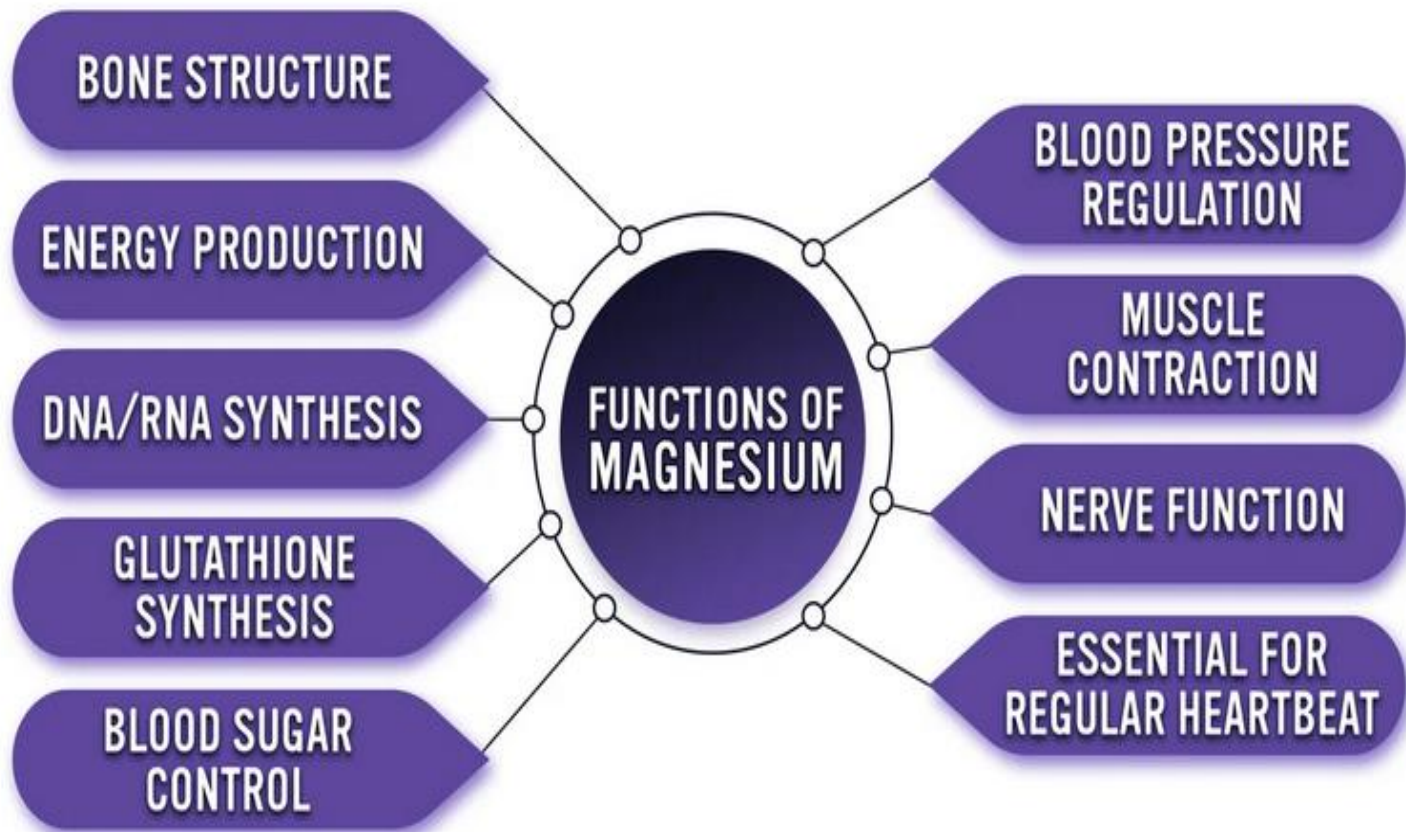 BONE STRUCTURE
ENERGY PRODUCTION
DNA/RNA SYNTHESIS
GLUTATHIONE
SYNTHESIS
BLOOD SUGAR
CONTROL
FUNCTIONS OF
MAGNESIUM
BLOOD PRESSURE
REGULATION
MUSCLE
CONTRACTION
NERVE FUNCTION
ESSENTIAL FOR
REGULAR HEARTBEAT